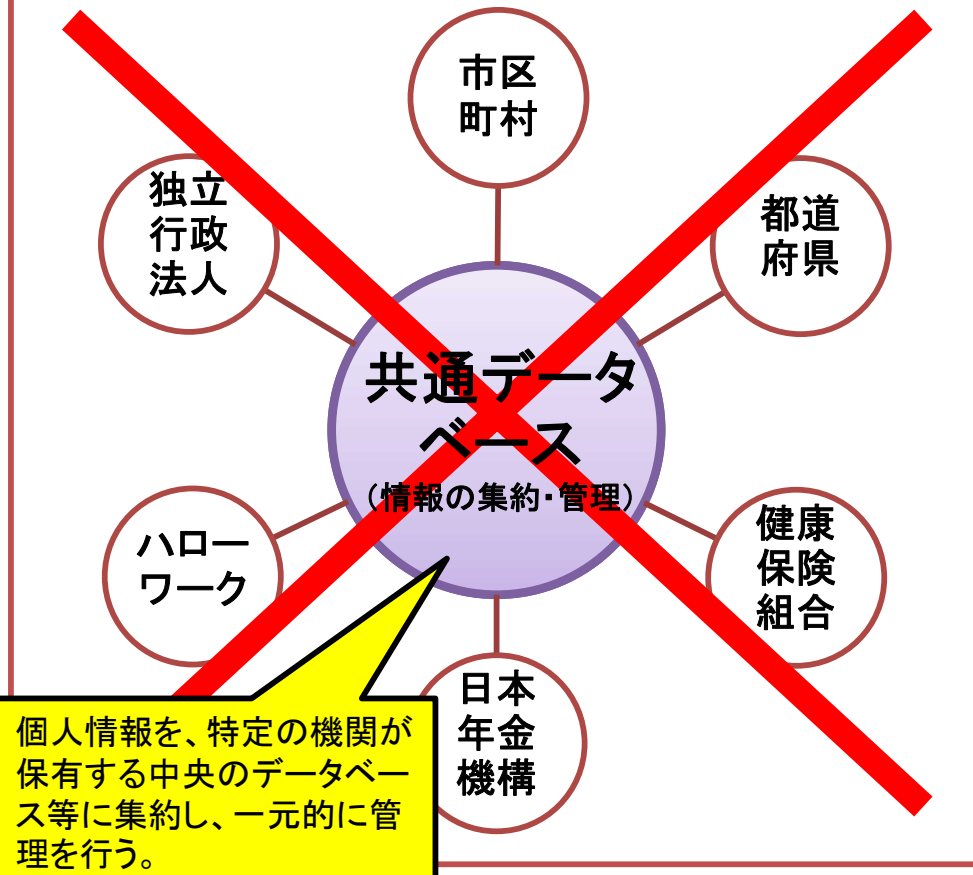 市区
町村
独立
行政
法人
都道
府県
共通データ
ベース
（情報の集約・管理）
ハロー
ワーク
健康
保険
組合
日本
年金
機構
個人情報を、特定の機関が
保有する中央のデータベー
ス等に集約し、一元的に管
理を行う。